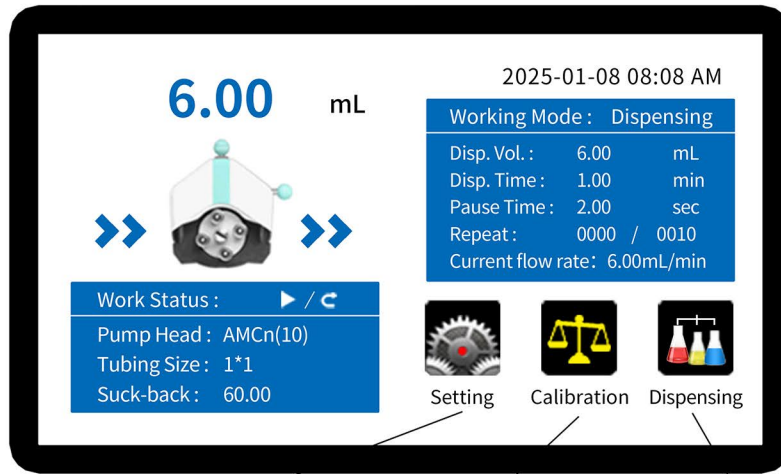 6.00 mL
2025-01-08 08:08 AM
Working Mode : Dispensing
Disp. Vol. : 6.00 mL
Disp. Time : 1.00 min
Pause Time : 2.00 sec
Repeat : 0000 / 0010
Current flow rate: 6.00mL/min
Work Status : /
Pump Head : AMCn(10)
Tubing Size : 1*1
Suck-back : 60.00
Setting
Calibration
Dispensing